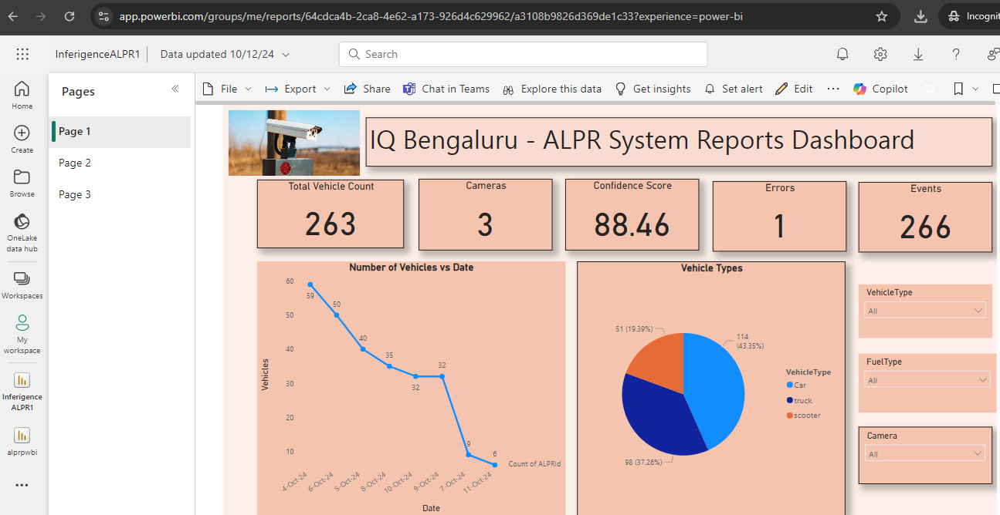 app.powerbi.com/groups/me/reports/64cdca4b-2ca8-4e62-a173-926d4c629962/a3108b9826d369de1c33?experience=power-bi
Incognit
InferigenceALPR1
Data updated 10/12/24
Search
Home
Create
Browse
OneLake
data hub
Workspaces
My
workspace
Inferigence
ALPR1
alprpwbi
Pages
Page 1
Page 2
Page 3
File
Export
Share
Chat in Teams
Explore this data
Get insights
Set alert
Edit
Copilot
IQ Bengaluru - ALPR System Reports Dashboard
Total Vehicle Count
263
Cameras
3
Confidence Score
88.46
Errors
1
Events
266
Number of Vehicles vs Date
Vehicles
60
50
40
30
20
10
59
50
40
35
32
32
9
6
Count of ALPRId
4-Oct-24
6-Oct-24
5-Oct-24
8-Oct-24
10-Oct-24
9-Oct-24
7-Oct-24
11-Oct-24
Date
Vehicle Types
51 (19.39%)
114
(43.35%)
98 (37.26%)
VehicleType
Car
truck
scooter
VehicleType
All
FuelType
All
Camera
All